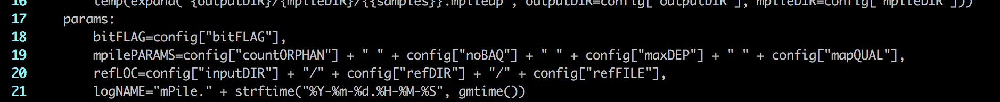 16         temp(expand("{outputDIR}/{mpileDIR}/{{samples}}.mpileup", outputDIR=config["outputDIR"], mpileDIR=config["mpileDIR"]))
17     params:
18         bitFLAG=config["bitFLAG"],
19         mpilePARAMS=config["countORPHAN"] + " " + config["noBAQ"] + " " + config["maxDEP"] + " " + config["mapQUAL"],
20         refLOC=config["inputDIR"] + "/" + config["refDIR"] + "/" + config["refFILE"],
21         logNAME="mPile." + strftime("%Y-%m-%d.%H-%M-%S", gmtime())